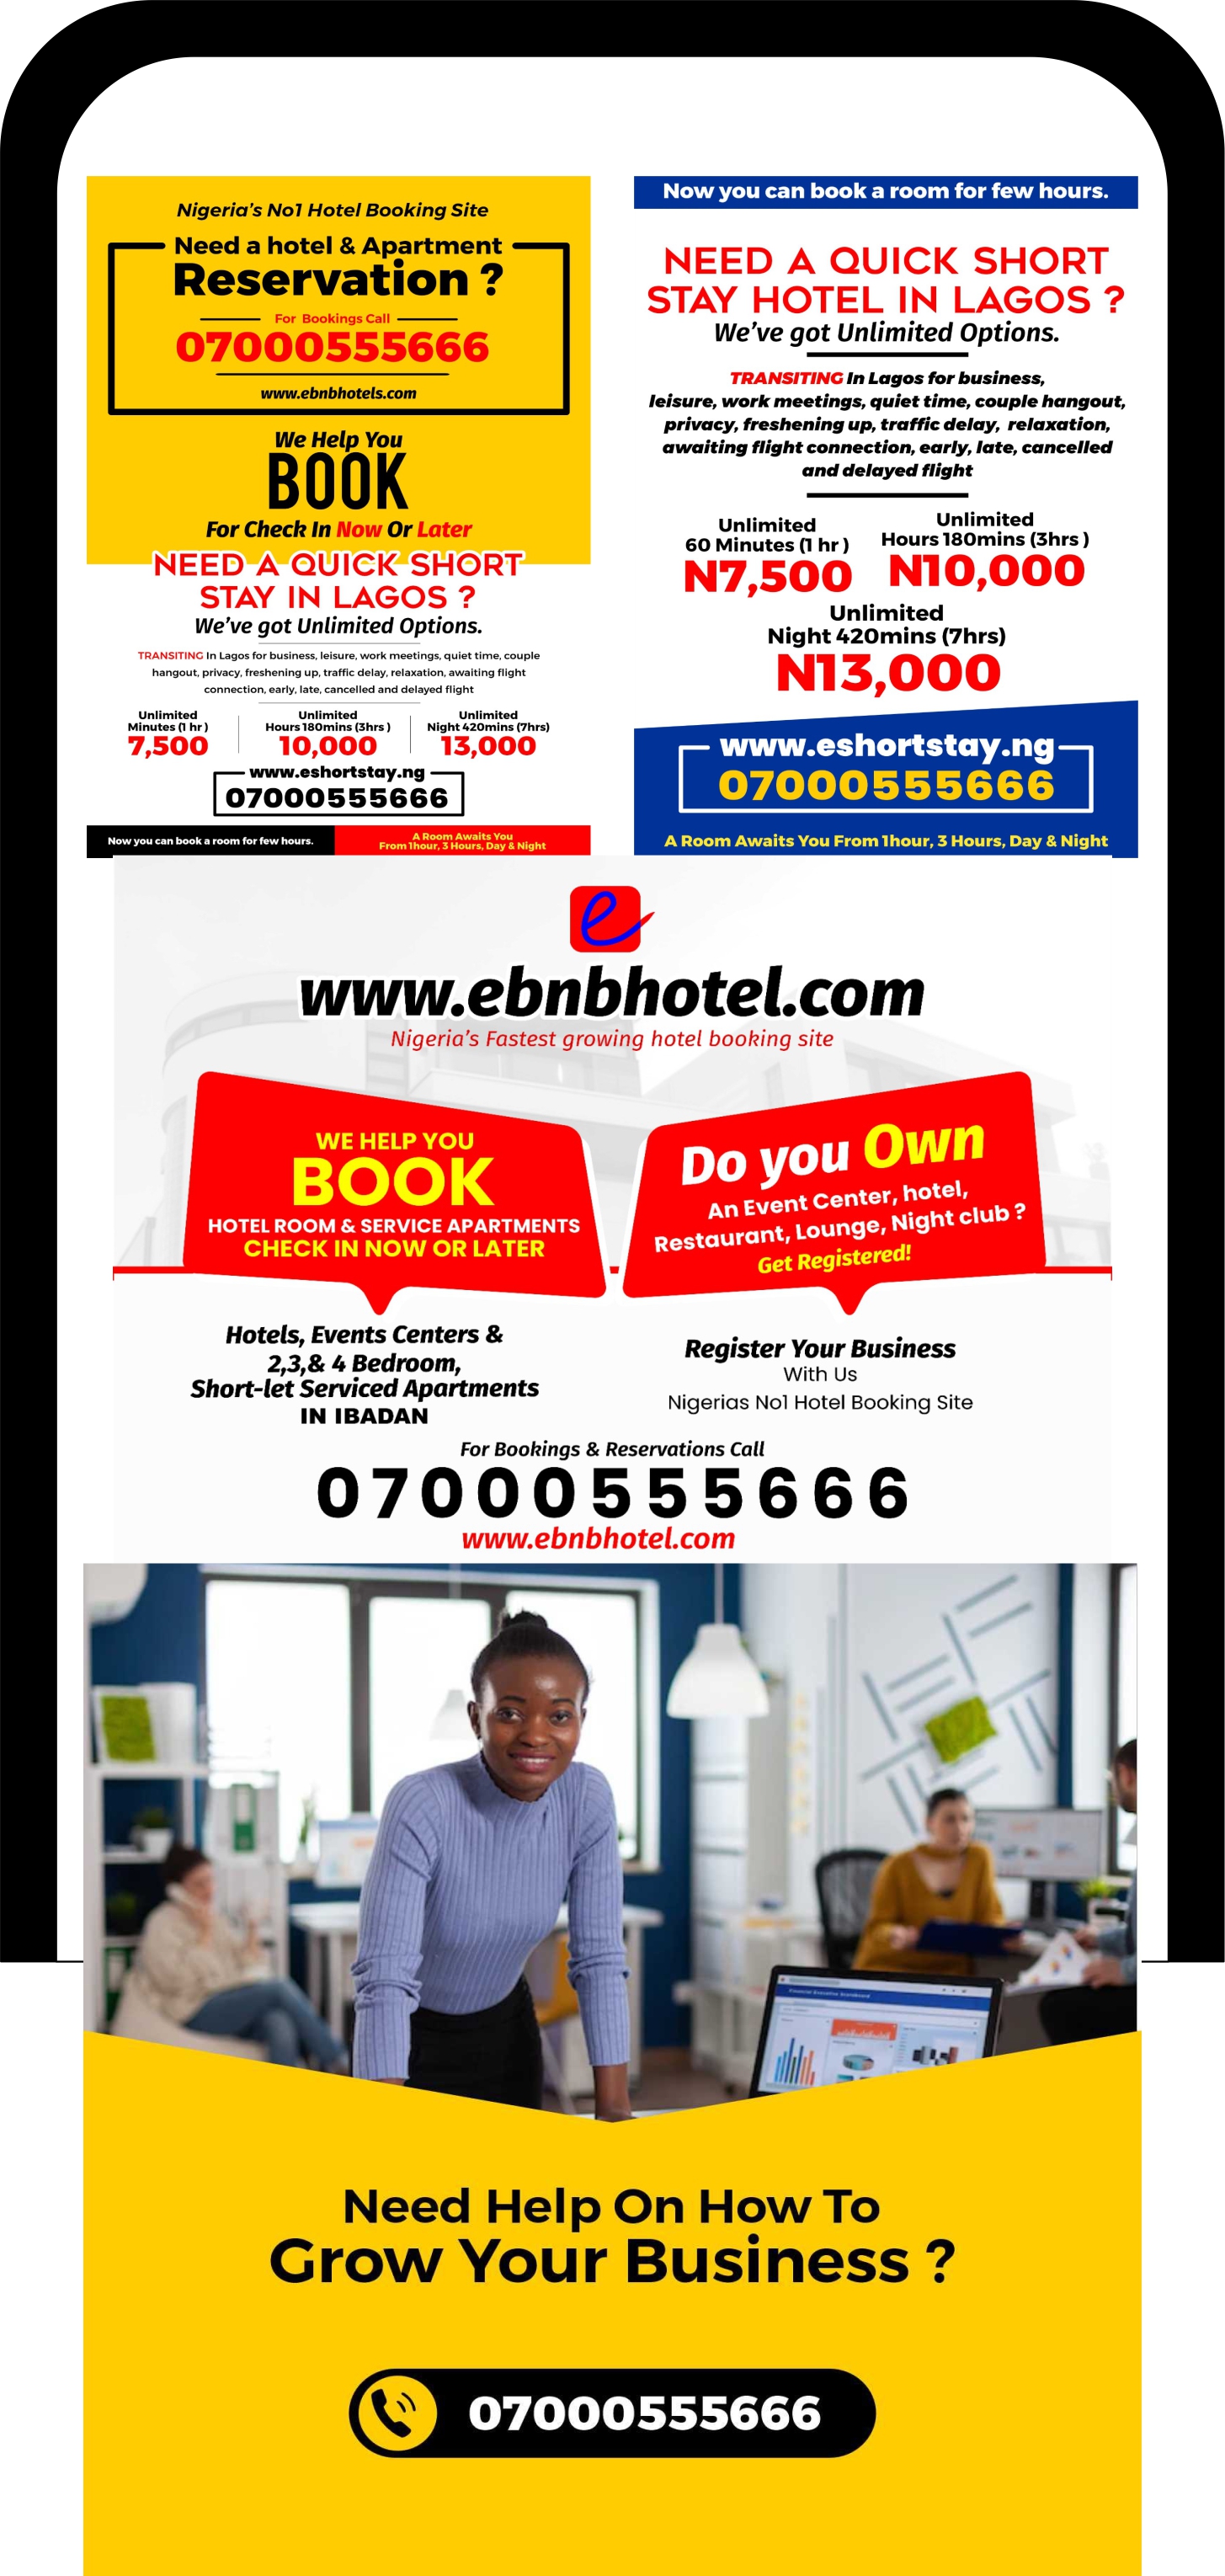 Nigeria's No1 Hotel Booking Site
Need a hotel & Apartment
Reservation ?
For Bookings Call
07000555666
www.ebnbhotels.com
We Help You
BOOK
For Check In Now Or Later
NEED A QUICK SHORT
STAY IN LAGOS ?
We've got Unlimited Options.
TRANSITING In Lagos for business, leisure, work meetings, quiet time, couple
hangout, privacy, freshening up, traffic delay, relaxation, awaiting flight
connection, early, late, cancelled and delayed flight
Unlimited
Minutes (1 hr )
7,500
Unlimited
Hours 180mins (3hrs )
10,000
Unlimited
Night 420mins (7hrs)
13,000
www.eshortstay.ng
07000555666
Now you can book a room for few hours.
A Room Awaits You
From 1hour, 3 Hours, Day & Night
Now you can book a room for few hours.
NEED A QUICK SHORT
STAY HOTEL IN LAGOS ?
We've got Unlimited Options.
TRANSITING In Lagos for business,
leisure, work meetings, quiet time, couple hangout,
privacy, freshening up, traffic delay, relaxation,
awaiting flight connection, early, late, cancelled
and delayed flight
Unlimited
60 Minutes (1 hr )
N7,500
Unlimited
Hours 180mins (3hrs )
N10,000
Unlimited
Night 420mins (7hrs)
N13,000
www.eshortstay.ng
07000555666
A Room Awaits You From 1hour, 3 Hours, Day & Night
e
www.ebnbhotel.com
Nigeria's Fastest growing hotel booking site
WE HELP YOU
BOOK
HOTEL ROOM & SERVICE APARTMENTS
CHECK IN NOW OR LATER
Do you Own
An Event Center, hotel,
Restaurant, Lounge, Night club ?
Get Registered!
Hotels, Events Centers &
2,3,& 4 Bedroom,
Short-let Serviced Apartments
IN IBADAN
Register Your Business
With Us
Nigerias No1 Hotel Booking Site
For Bookings & Reservations Call
07000555666
www.ebnbhotel.com
Need Help On How To
Grow Your Business ?
07000555666